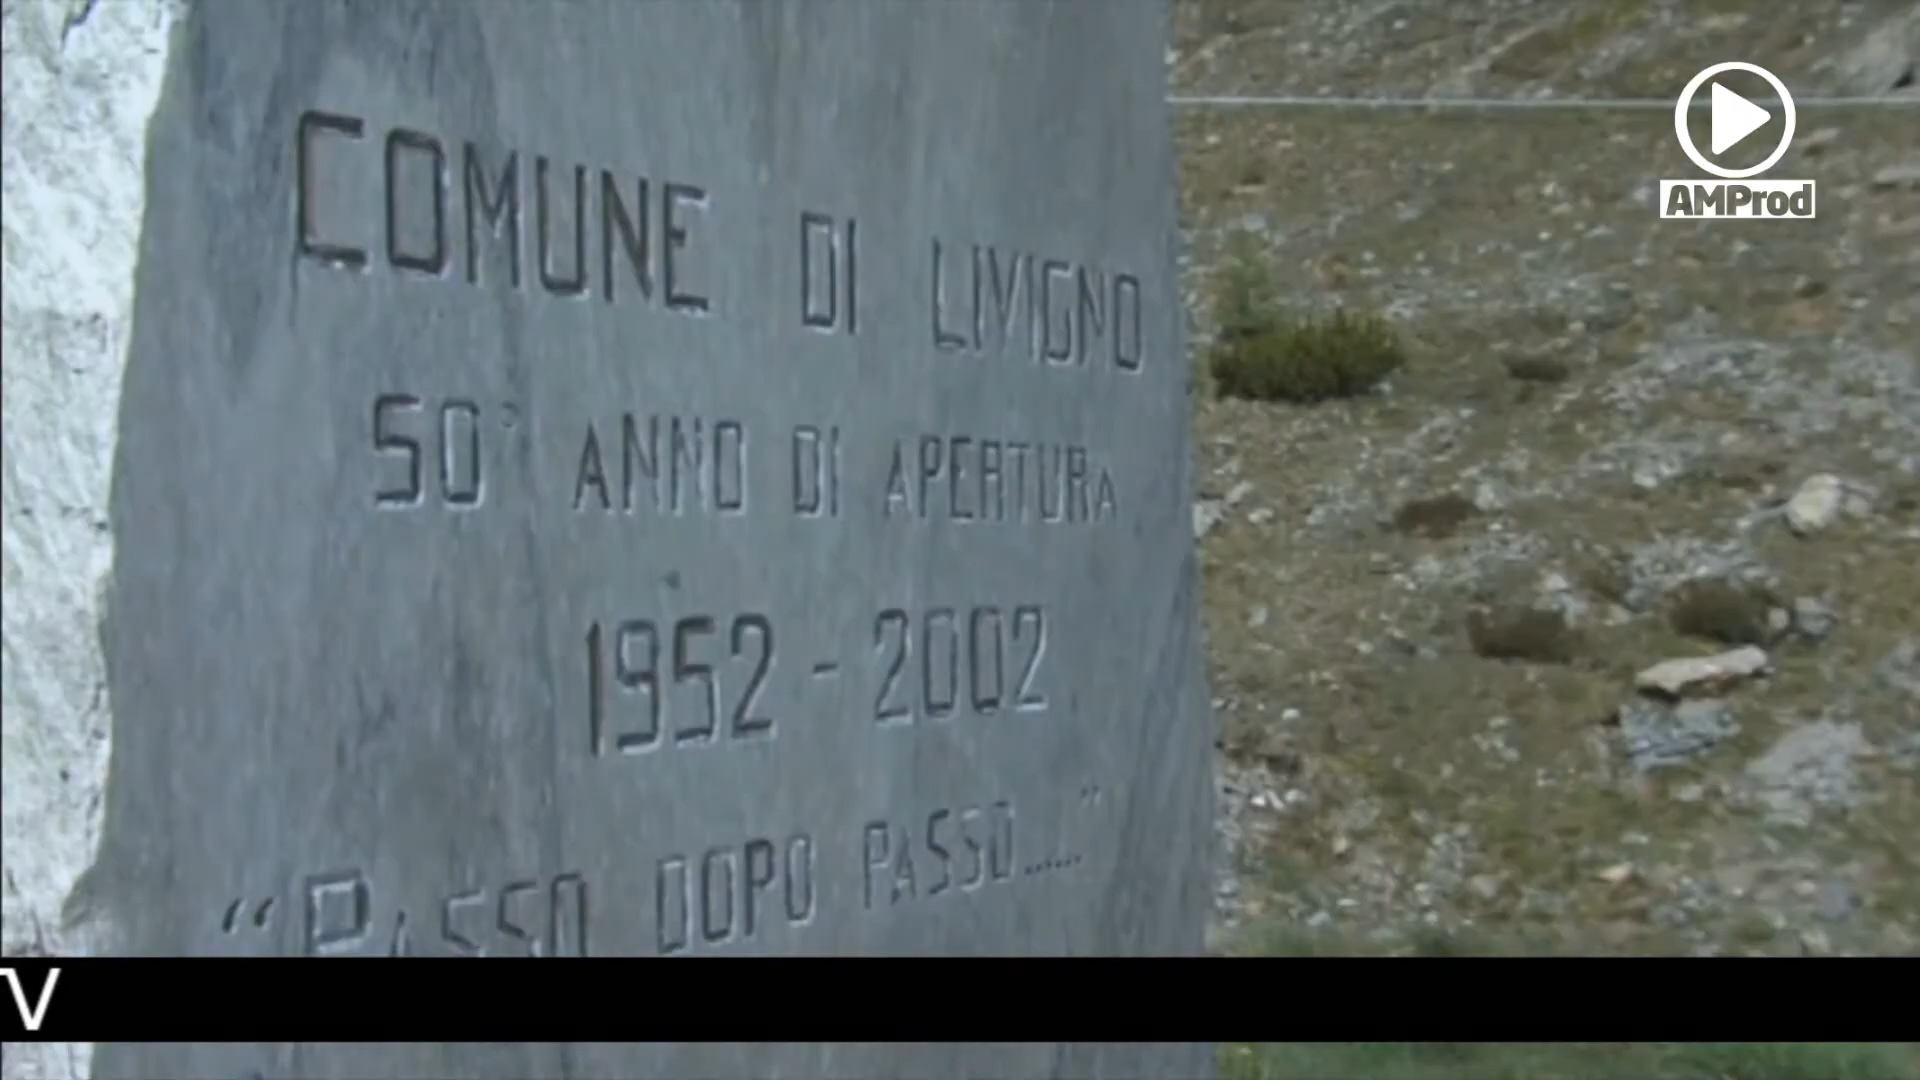 COMUNE DI LIVIGNO
50° ANNO DI APERTURA
1952 - 2002
"PASSO DOPO PASSO......"
AMProd
V